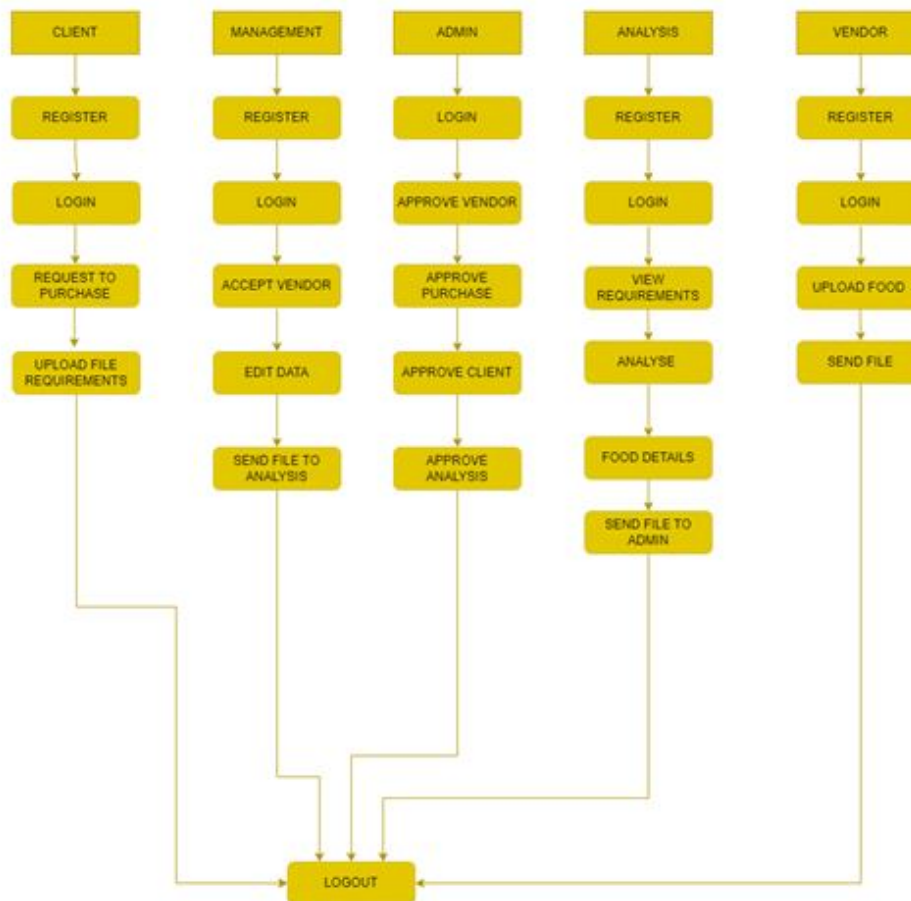 CLIENT
MANAGEMENT
ADMIN
ANALYSIS
VENDOR
REGISTER
REGISTER
LOGIN
REGISTER
REGISTER
LOGIN
LOGIN
APPROVE VENDOR
LOGIN
LOGIN
REQUEST TO
PURCHASE
ACCEPT VENDOR
APPROVE
PURCHASE
VIEW
REQUIREMENTS
UPLOAD FOOD
UPLOAD FILE
REQUIREMENTS
EDIT DATA
APPROVE CLIENT
ANALYSE
SEND FILE
SEND FILE TO
ANALYSIS
APPROVE
ANALYSIS
FOOD DETAILS
SEND FILE TO
ADMIN
LOGOUT